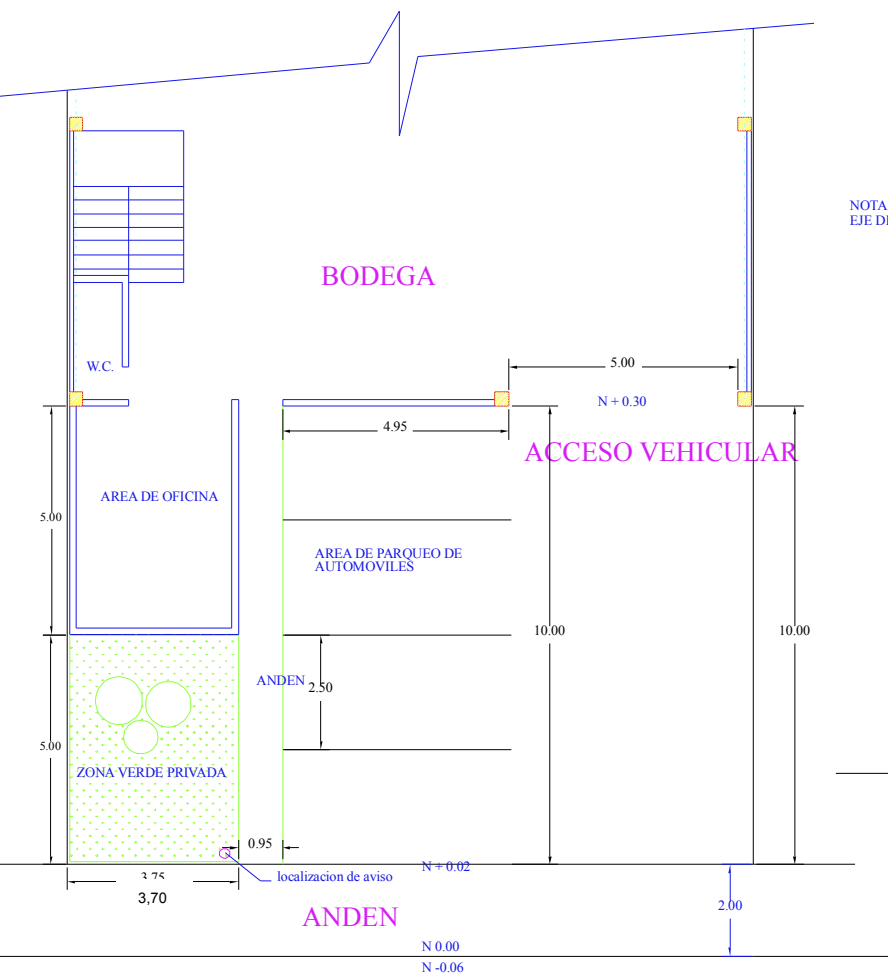 NOTA
EJE DE
BODEGA
W.C.
5.00
N + 0.30
4.95
ACCESO VEHICULAR
AREA DE OFICINA
5.00
AREA DE PARQUEO DE
AUTOMOVILES
10.00
10.00
ANDEN
2.50
5.00
ZONA VERDE PRIVADA
0.95
N + 0.02
localizacion de aviso
3.75
3,70
ANDEN
2.00
N 0.00
N -0.06